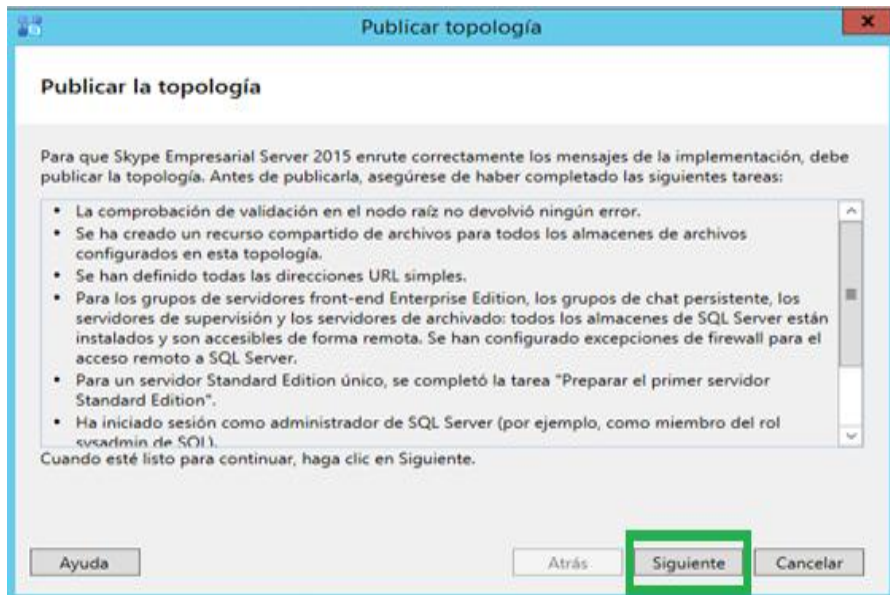 Publicar topología
Publicar la topología
Para que Skype Empresarial Server 2015 enrute correctamente los mensajes de la implementación, debe
publicar la topología. Antes de publicarla, asegúrese de haber completado las siguientes tareas:
• La comprobación de validación en el nodo raíz no devolvió ningún error.
• Se ha creado un recurso compartido de archivos para todos los almacenes de archivos
configurados en esta topología.
• Se han definido todas las direcciones URL simples.
• Para los grupos de servidores front-end Enterprise Edition, los grupos de chat persistente, los
servidores de supervisión y los servidores de archivado: todos los almacenes de SQL Server están
instalados y son accesibles de forma remota. Se han configurado excepciones de firewall para el
acceso remoto a SQL Server.
• Para un servidor Standard Edition único, se completó la tarea "Preparar el primer servidor
Standard Edition".
• Ha iniciado sesión como administrador de SQL Server (por ejemplo, como miembro del rol
sysadmin de SQL).
Cuando esté listo para continuar, haga clic en Siguiente.
Ayuda
Atrás
Siguiente
Cancelar